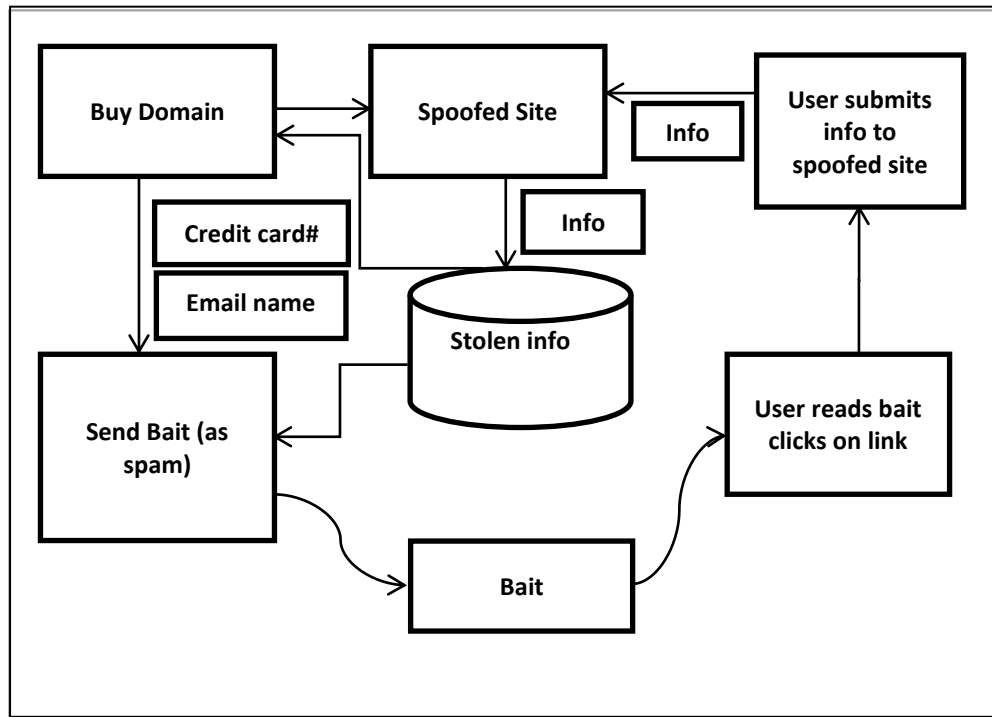 Buy Domain
Spoofed Site
User submits
info to
spoofed site
Info
Info
Credit card#
Email name
Stolen info
Send Bait (as
spam)
User reads bait
clicks on link
Bait